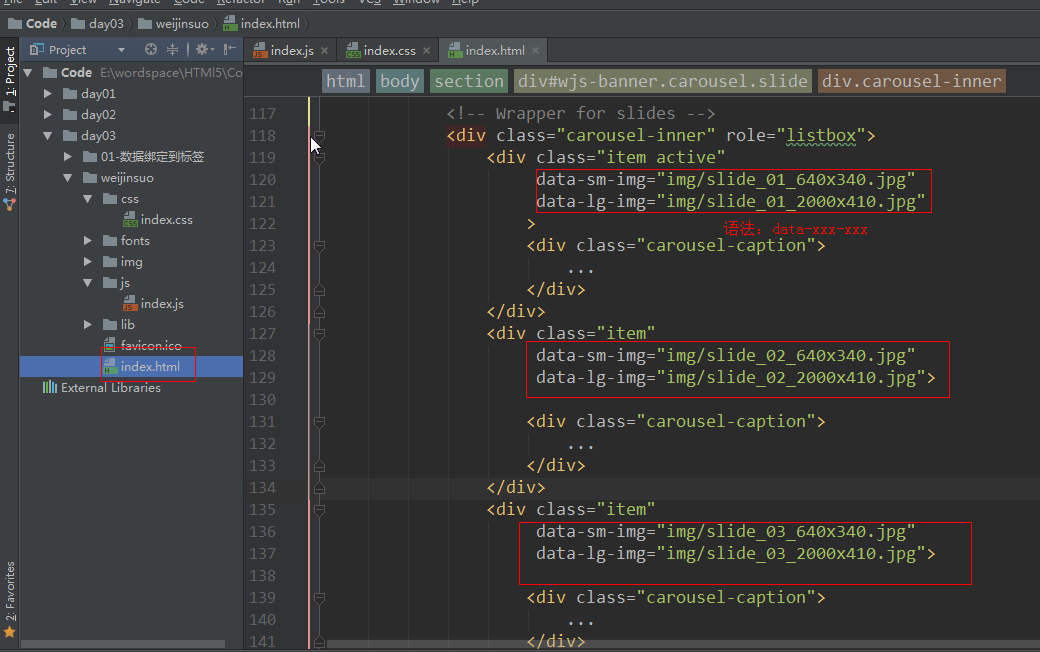 File Edit View Navigate Code Refactor Run Tools VCS Window Help
Code day03 weijinsuo index.html
Project
index.js index.css index.html
html body section div#wjs-banner.carousel.slide div.carousel-inner
1: Project
7: Structure
2: Favorites
Code E:\wordspace\HTMl5\Co
day01
day02
day03
01-数据绑定到标签
weijinsuo
css
index.css
fonts
img
js
index.js
lib
favicon.ico
index.html
External Libraries
117 <!-- Wrapper for slides -->
118 <div class="carousel-inner" role="listbox">
119 <div class="item active"
120 data-sm-img="img/slide_01_640x340.jpg"
121 data-lg-img="img/slide_01_2000x410.jpg"
122 >
语法：data-xxx-xxx
123 <div class="carousel-caption">
124 ...
125 </div>
126 </div>
127 <div class="item"
128 data-sm-img="img/slide_02_640x340.jpg"
129 data-lg-img="img/slide_02_2000x410.jpg">
130
131 <div class="carousel-caption">
132 ...
133 </div>
134 </div>
135 <div class="item"
136 data-sm-img="img/slide_03_640x340.jpg"
137 data-lg-img="img/slide_03_2000x410.jpg">
138
139 <div class="carousel-caption">
140 ...
141 </div>